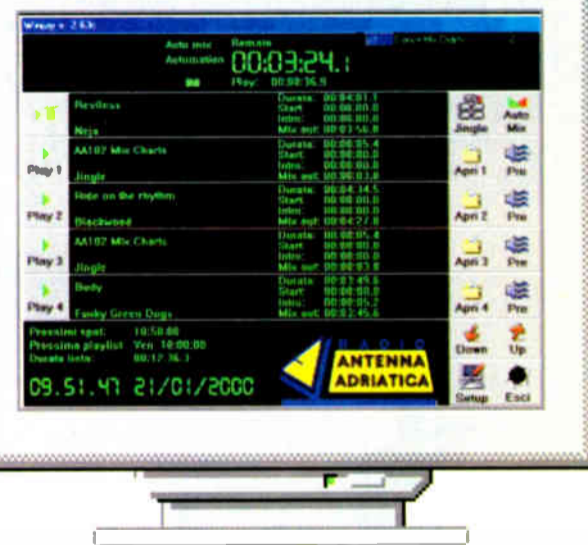 2.63c
Auto mix Remain
Automation 00:03:24.1
Play: 00:00:36.9
Restless
Neja
Durata: 00:04:01.1
Start: 00:00:00.0
Intro: 00:00:00.0
Mix out: 00:03:56.8
Jingle Auto Mix
Play 1
AA107 Mix Charts
Jingle
Durata: 00:00:05.4
Start: 00:00:00.0
Intro: 00:00:00.0
Mix out: 00:00:03.8
Apri 1 Pre
Play 2
Ride on the rhythm
Blackwood
Durata: 00:04:34.5
Start: 00:00:00.0
Intro: 00:00:00.0
Mix out: 00:04:27.8
Apri 2 Pre
Play 3
AA107 Mix Charts
Jingle
Durata: 00:00:05.4
Start: 00:00:00.0
Intro: 00:00:00.0
Mix out: 00:00:03.8
Apri 3 Pre
Play 4
Body
Funky Green Dogs
Durata: 00:03:49.6
Start: 00:00:00.0
Intro: 00:00:05.2
Mix out: 00:03:45.6
Apri 4 Pre
Prossimi spot: 10:50:00
Prossima playlist Ven 10:00:00
Durata lista: 00:12:36.3
09.51.47 21/01/2000
RADIO
ANTENNA
ADRIATICA
Down Up
Setup Esci